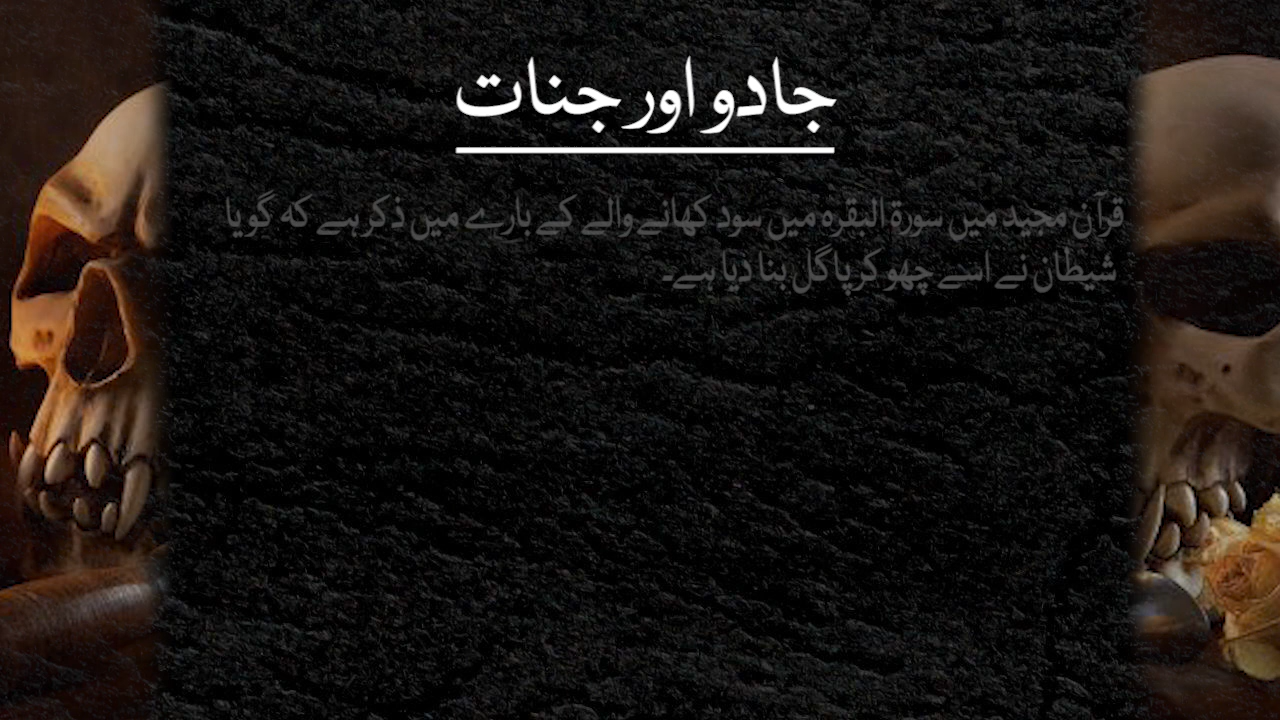 جادو اور جنات
قرآن مجید میں سورۃ البقرہ میں سود کھانے والے کے بارے میں ذکر ہے کہ گویا
شیطان نے اسے چھو کر پاگل بنا دیا ہے۔